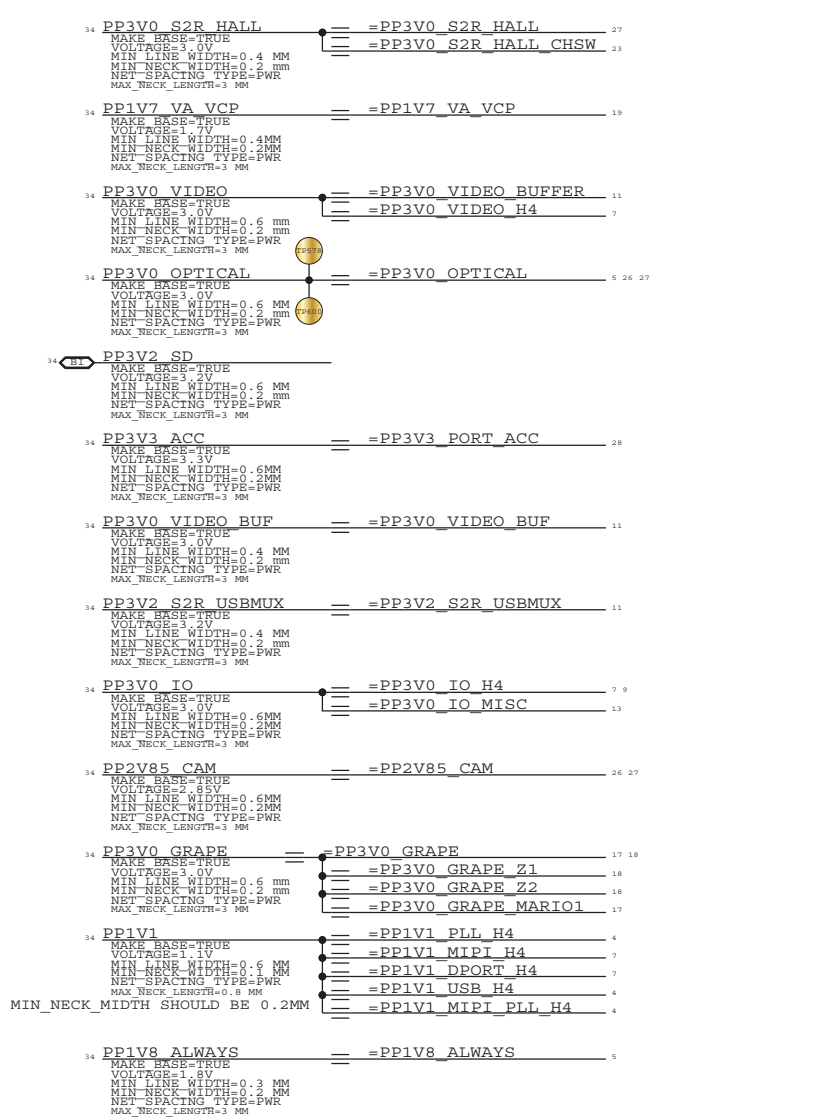 34 PP3V0_S2R_HALL =PP3V0_S2R_HALL 27
MAKE_BASE=TRUE =PP3V0_S2R_HALL_CHSW 23
VOLTAGE=3.0V
MIN_LINE_WIDTH=0.4 MM
MIN_NECK_WIDTH=0.2 mm
NET_SPACING_TYPE=PWR
MAX_NECK_LENGTH=3 MM
34 PP1V7_VA_VCP =PP1V7_VA_VCP 19
MAKE_BASE=TRUE
VOLTAGE=1.7V
MIN_LINE_WIDTH=0.4MM
MIN_NECK_WIDTH=0.2MM
NET_SPACING_TYPE=PWR
MAX_NECK_LENGTH=3 MM
34 PP3V0_VIDEO =PP3V0_VIDEO_BUFFER 11
MAKE_BASE=TRUE =PP3V0_VIDEO_H4 7
VOLTAGE=3.0V
MIN_LINE_WIDTH=0.6 mm
MIN_NECK_WIDTH=0.2 mm
NET_SPACING_TYPE=PWR
MAX_NECK_LENGTH=3 MM TP578
34 PP3V0_OPTICAL =PP3V0_OPTICAL 5 26 27
MAKE_BASE=TRUE
VOLTAGE=3.0V
MIN_LINE_WIDTH=0.6 MM
MIN_NECK_WIDTH=0.2 mm TP600
NET_SPACING_TYPE=PWR
MAX_NECK_LENGTH=3 MM
34 BI PP3V2_SD
MAKE_BASE=TRUE
VOLTAGE=3.2V
MIN_LINE_WIDTH=0.6 MM
MIN_NECK_WIDTH=0.2 mm
NET_SPACING_TYPE=PWR
MAX_NECK_LENGTH=3 MM
34 PP3V3_ACC =PP3V3_PORT_ACC 28
MAKE_BASE=TRUE
VOLTAGE=3.3V
MIN_LINE_WIDTH=0.6MM
MIN_NECK_WIDTH=0.2MM
NET_SPACING_TYPE=PWR
MAX_NECK_LENGTH=3 MM
34 PP3V0_VIDEO_BUF =PP3V0_VIDEO_BUF 11
MAKE_BASE=TRUE
VOLTAGE=3.0V
MIN_LINE_WIDTH=0.4 MM
MIN_NECK_WIDTH=0.2 mm
NET_SPACING_TYPE=PWR
MAX_NECK_LENGTH=3 MM
34 PP3V2_S2R_USBMUX =PP3V2_S2R_USBMUX 11
MAKE_BASE=TRUE
VOLTAGE=3.2V
MIN_LINE_WIDTH=0.4 MM
MIN_NECK_WIDTH=0.2 mm
NET_SPACING_TYPE=PWR
MAX_NECK_LENGTH=3 MM
34 PP3V0_IO =PP3V0_IO_H4 7 9
MAKE_BASE=TRUE =PP3V0_IO_MISC 13
VOLTAGE=3.0V
MIN_LINE_WIDTH=0.6MM
MIN_NECK_WIDTH=0.2MM
NET_SPACING_TYPE=PWR
MAX_NECK_LENGTH=3 MM
34 PP2V85_CAM =PP2V85_CAM 26 27
MAKE_BASE=TRUE
VOLTAGE=2.85V
MIN_LINE_WIDTH=0.6MM
MIN_NECK_WIDTH=0.2MM
NET_SPACING_TYPE=PWR
MAX_NECK_LENGTH=3 MM
34 PP3V0_GRAPE =PP3V0_GRAPE 17 18
MAKE_BASE=TRUE =PP3V0_GRAPE_Z1 18
VOLTAGE=3.0V
MIN_LINE_WIDTH=0.6 mm
MIN_NECK_WIDTH=0.2 mm =PP3V0_GRAPE_Z2 18
NET_SPACING_TYPE=PWR
MAX_NECK_LENGTH=3 MM =PP3V0_GRAPE_MARIO1 17
34 PP1V1 =PP1V1_PLL_H4 4
MAKE_BASE=TRUE =PP1V1_MIPI_H4 7
VOLTAGE=1.1V
MIN_LINE_WIDTH=0.6 MM
MIN_NECK_WIDTH=0.1 MM =PP1V1_DPORT_H4 7
NET_SPACING_TYPE=PWR
MAX_NECK_LENGTH=0.8 MM =PP1V1_USB_H4 4
MIN_NECK_MIDTH SHOULD BE 0.2MM =PP1V1_MIPI_PLL_H4 4
34 PP1V8_ALWAYS =PP1V8_ALWAYS 5
MAKE_BASE=TRUE
VOLTAGE=1.8V
MIN_LINE_WIDTH=0.3 MM
MIN_NECK_WIDTH=0.2 MM
NET_SPACING_TYPE=PWR
MAX_NECK_LENGTH=3 MM